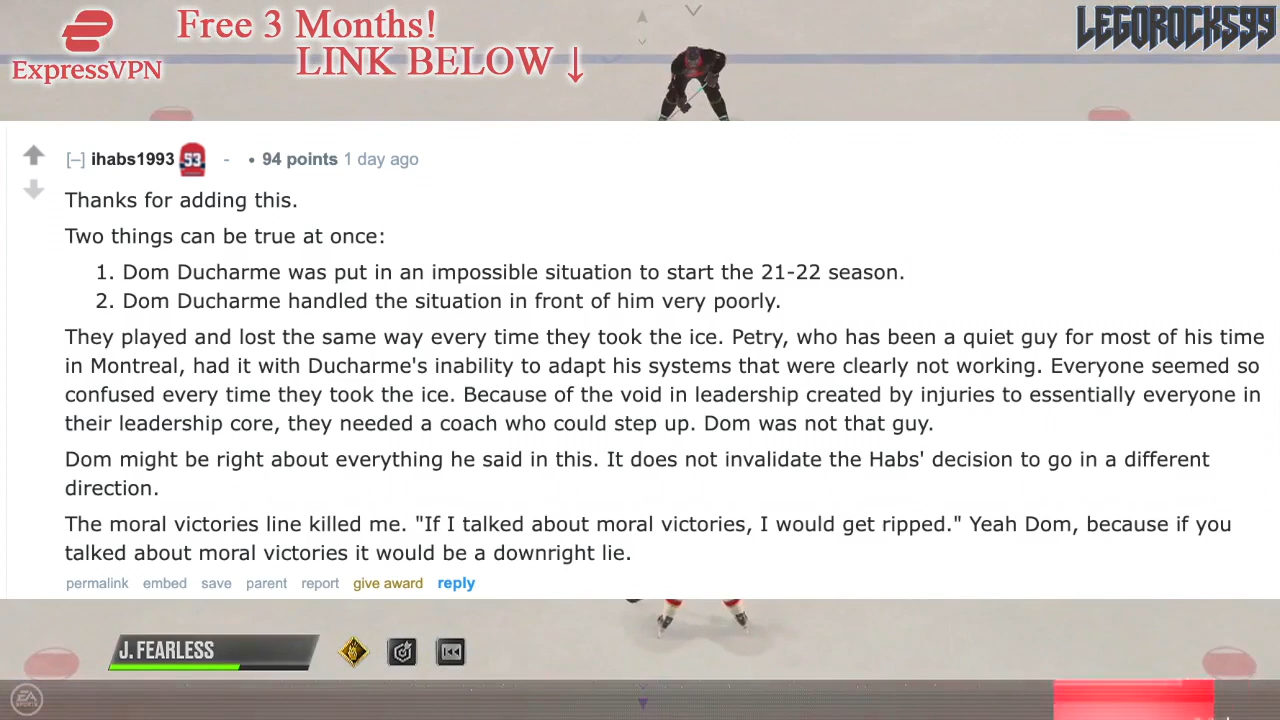 Free 3 Months!
LINK BELOW ↓
ExpressVPN
LEGOROCKS99
[–] ihabs1993 53 - • 94 points 1 day ago
Thanks for adding this.
Two things can be true at once:
1. Dom Ducharme was put in an impossible situation to start the 21-22 season.
2. Dom Ducharme handled the situation in front of him very poorly.
They played and lost the same way every time they took the ice. Petry, who has been a quiet guy for most of his time
in Montreal, had it with Ducharme's inability to adapt his systems that were clearly not working. Everyone seemed so
confused every time they took the ice. Because of the void in leadership created by injuries to essentially everyone in
their leadership core, they needed a coach who could step up. Dom was not that guy.
Dom might be right about everything he said in this. It does not invalidate the Habs' decision to go in a different
direction.
The moral victories line killed me. "If I talked about moral victories, I would get ripped." Yeah Dom, because if you
talked about moral victories it would be a downright lie.
permalink embed save parent report give award reply
J. FEARLESS
EA
SPORTS